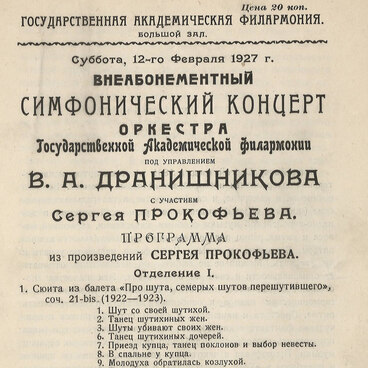 Цена 20 коп.
ГОСУДАРСТВЕННАЯ АКАДЕМИЧЕСКАЯ ФИЛАРМОНИЯ.
БОЛЬШОЙ ЗАЛ.
Суббота, 12-го Февраля 1927 г.
ВНЕАБОНЕМЕНТНЫЙ
СИМФОНИЧЕСКИЙ КОНЦЕРТ
ОРКЕСТРА
Государственной Академической филармонии
ПОД УПРАВЛЕНИЕМ
В. А. ДРАНИШНИКОВА
С УЧАСТИЕМ
Сергея ПРОКОФЬЕВА.
ПРОГРАММА
из произведений СЕРГЕЯ ПРОКОФЬЕВА.
Отделение I.
1. Сюита из балета «Про шута, семерых шутов перешутившего»,
соч. 21-bis (1922—1923).
1. Шут со своей шутихой.
2. Танец шутихиных жен.
3. Шуты убивают своих жен.
6. Танец шутихиных дочерей.
7. Приезд купца, танец поклонов и выбор невесты.
8. В спальне у купца.
9. Молодуха обратилась козлухой.